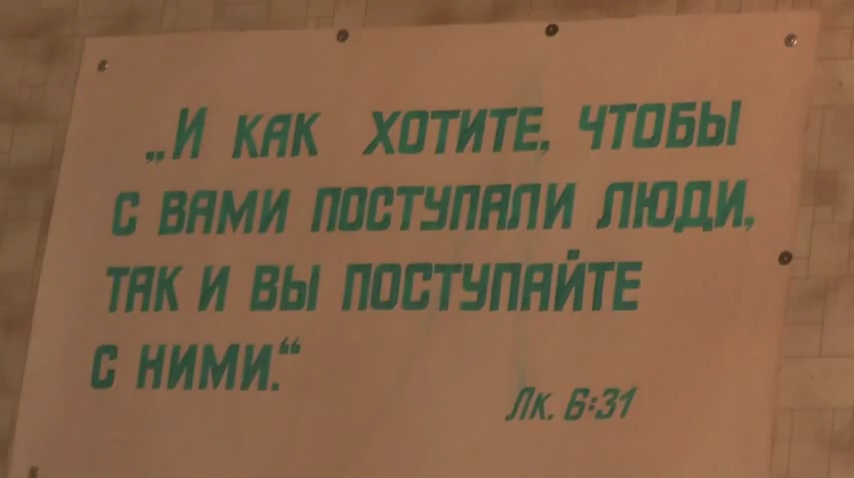 „И КАК ХОТИТЕ, ЧТОБЫ
С ВАМИ ПОСТУПАЛИ ЛЮДИ,
ТАК И ВЫ ПОСТУПАЙТЕ
С НИМИ.“
Лк. 6:31